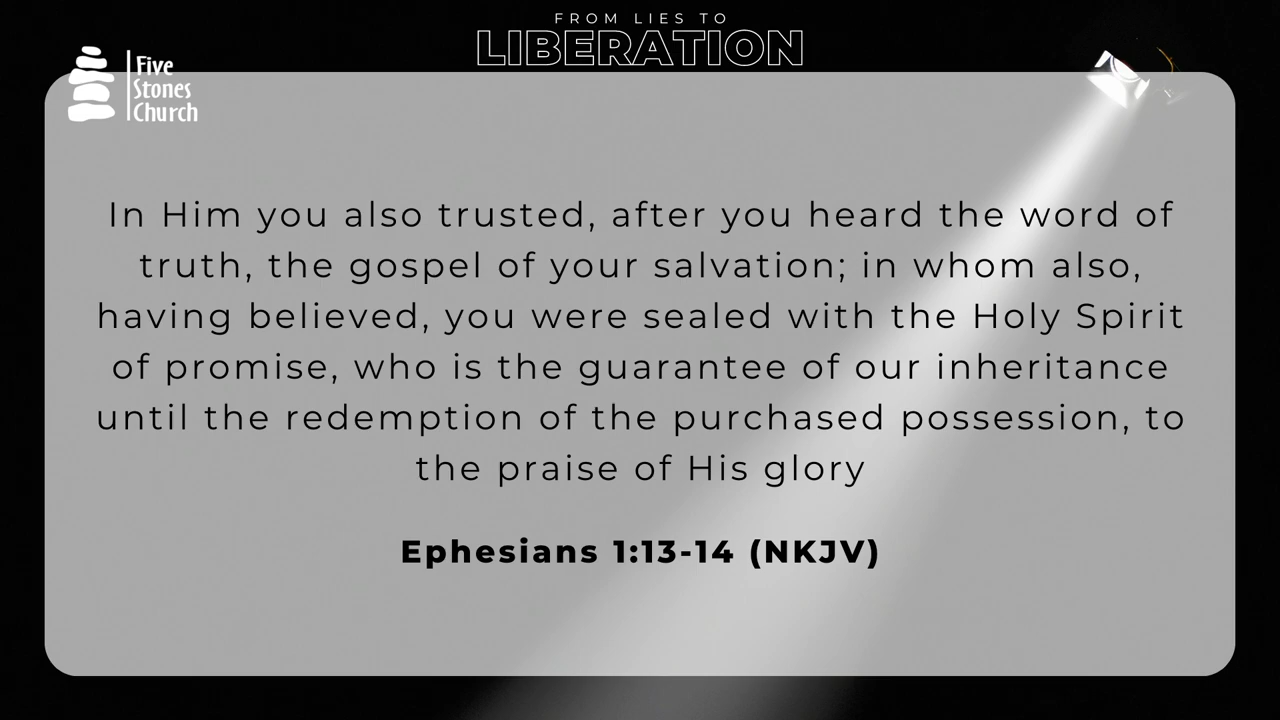 FROM LIES TO
LIBERATION
Five
Stones
Church
In Him you also trusted, after you heard the word of
truth, the gospel of your salvation; in whom also,
having believed, you were sealed with the Holy Spirit
of promise, who is the guarantee of our inheritance
until the redemption of the purchased possession, to
the praise of His glory
Ephesians 1:13-14 (NKJV)